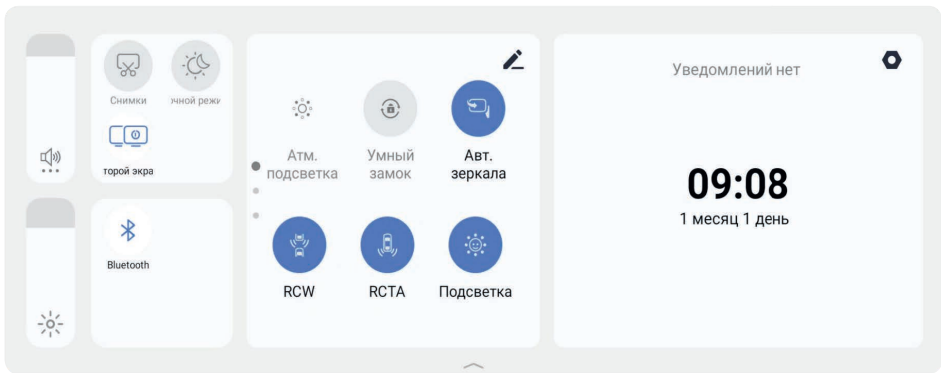 Снимки
очной режи
торой экра
Bluetooth
Атм.
подсветка
Умный
замок
Авт.
зеркала
RCW
RCTA
Подсветка
Уведомлений нет
09:08
1 месяц 1 день